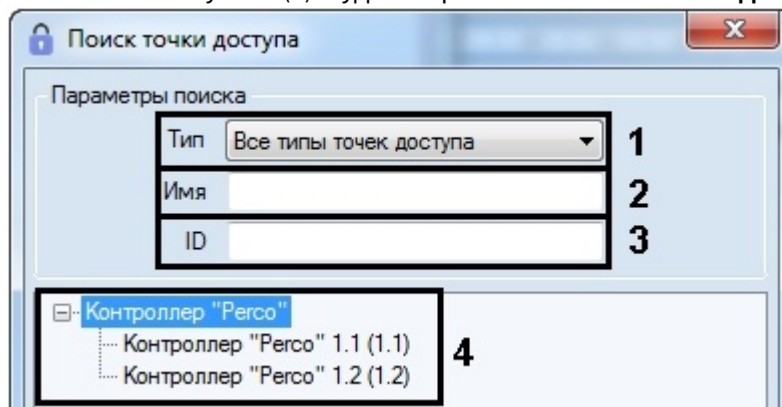 Поиск точки доступа
Параметры поиска
Тип Все типы точек доступа 1
Имя 2
ID 3
Контроллер "Perco"
Контроллер "Perco" 1.1 (1.1)
Контроллер "Perco" 1.2 (1.2)
4